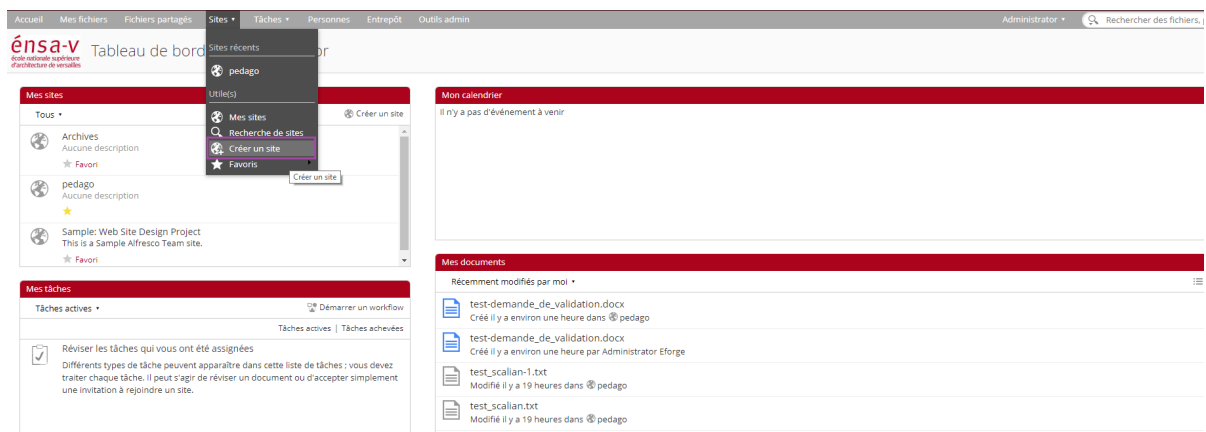 Accueil Mes fichiers Fichiers partagés Sites Tâches Personnes Entrepôt Outils admin Administrator Rechercher des fichiers,
énsa-v
école nationale supérieure
d'architecture de versailles
Tableau de bord
or
Sites récents
pedago
Utile(s)
Mes sites
Recherche de sites
Créer un site
Favoris
Créer un site
Mes sites
Tous
Créer un site
Archives
Aucune description
Favori
pedago
Aucune description
Sample: Web Site Design Project
This is a Sample Alfresco Team site.
Favori
Mes tâches
Tâches actives
Démarrer un workflow
Tâches actives | Tâches achevées
Réviser les tâches qui vous ont été assignées
Différents types de tâche peuvent apparaître dans cette liste de tâches : vous devez
traiter chaque tâche. Il peut s'agir de réviser un document ou d'accepter simplement
une invitation à rejoindre un site.
Mon calendrier
Il n'y a pas d'événement à venir
Mes documents
Récemment modifiés par moi
test-demande_de_validation.docx
Créé il y a environ une heure dans pedago
test-demande_de_validation.docx
Créé il y a environ une heure par Administrator Eforge
test_scalian-1.txt
Modifié il y a 19 heures dans pedago
test_scalian.txt
Modifié il y a 19 heures dans pedago